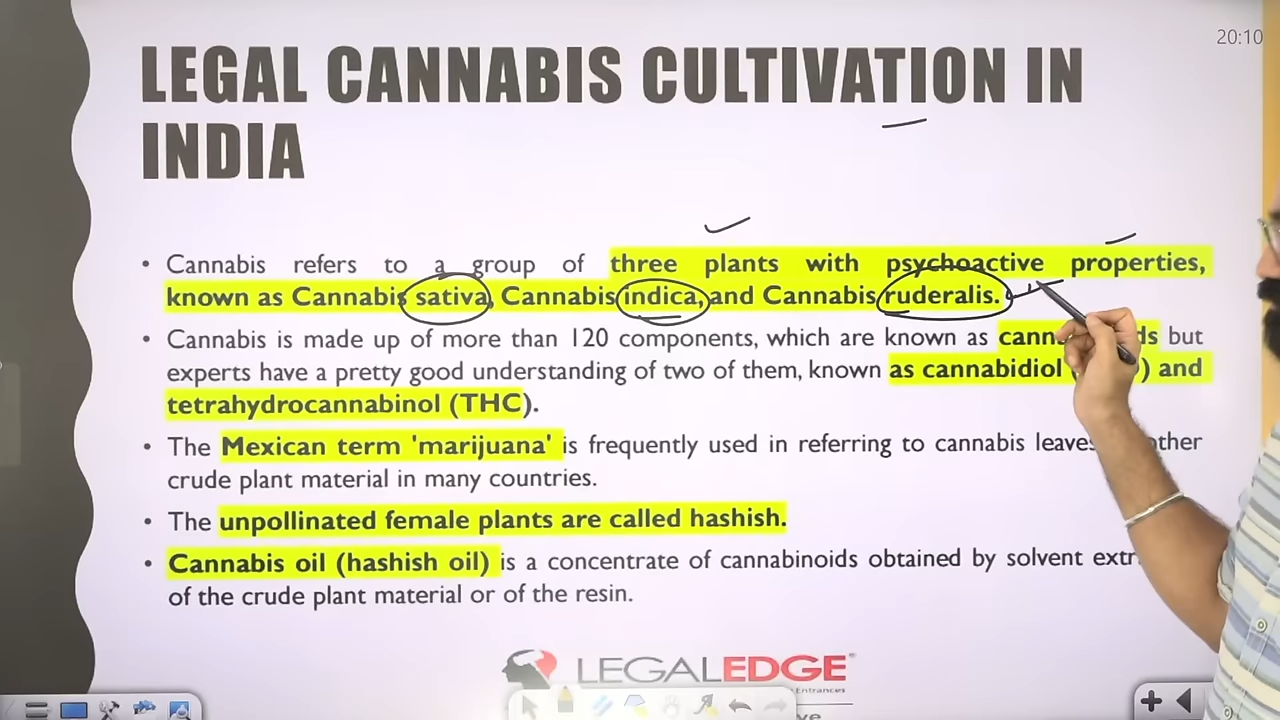 20:10
LEGAL CANNABIS CULTIVATION IN
INDIA
• Cannabis refers to a group of three plants with psychoactive properties,
known as Cannabis sativa, Cannabis indica, and Cannabis ruderalis.
• Cannabis is made up of more than 120 components, which are known as but
experts have a pretty good understanding of two of them, known as cannabidiol and
tetrahydrocannabinol (THC).
• The Mexican term 'marijuana' is frequently used in referring to cannabis leaves other
crude plant material in many countries.
• The unpollinated female plants are called hashish.
• Cannabis oil (hashish oil) is a concentrate of cannabinoids obtained by solvent
of the crude plant material or of the resin.
LEGALEDGE
Entrances